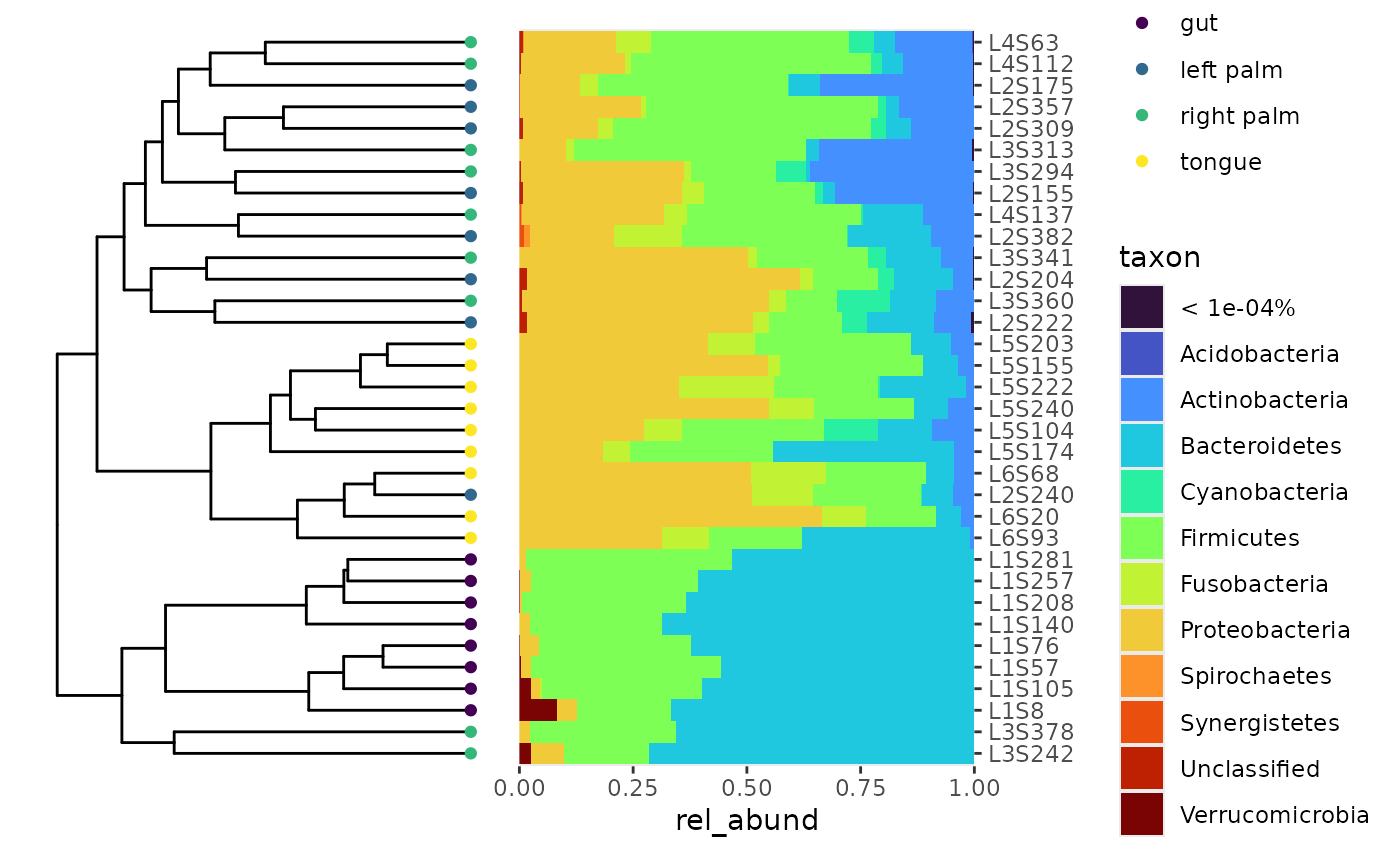 gut
left palm
right palm
tongue
taxon
< 1e-04%
Acidobacteria
Actinobacteria
Bacteroidetes
Cyanobacteria
Firmicutes
Fusobacteria
Proteobacteria
Spirochaetes
Synergistetes
Unclassified
Verrucomicrobia
L4S63
L4S112
L2S175
L2S357
L2S309
L3S313
L3S294
L2S155
L4S137
L2S382
L3S341
L2S204
L3S360
L2S222
L5S203
L5S155
L5S222
L5S240
L5S104
L5S174
L6S68
L2S240
L6S20
L6S93
L1S281
L1S257
L1S208
L1S140
L1S76
L1S57
L1S105
L1S8
L3S378
L3S242
0.00 0.25 0.50 0.75 1.00
rel_abund